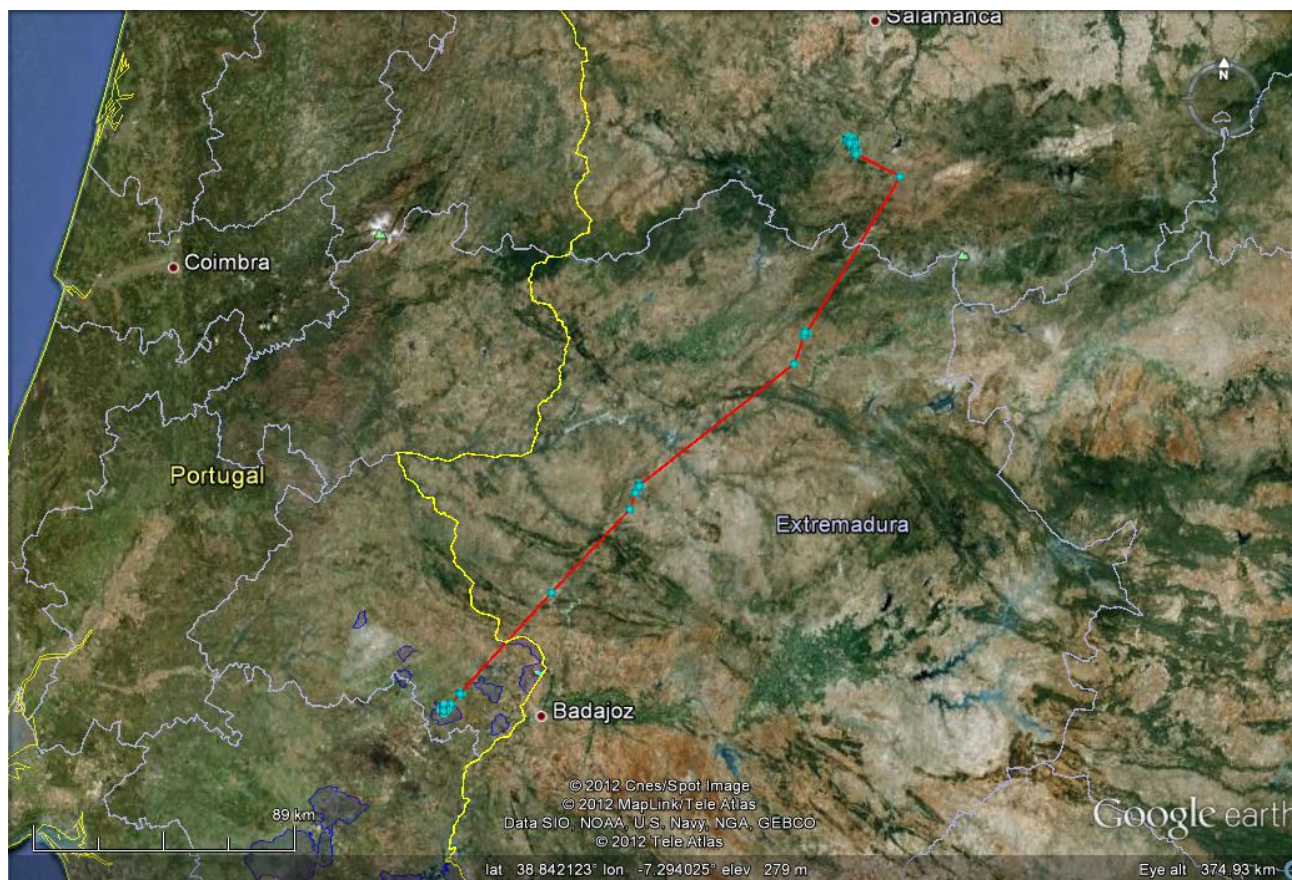 Salamanca
N
Coimbra
Portugal
Extremadura
Badajoz
© 2012 Cnes/Spot Image
© 2012 MapLink/Tele Atlas
Data SIO, NOAA, U.S. Navy, NGA, GEBCO
© 2012 Tele Atlas
89 km
Google earth
lat 38.842123° lon -7.294025° elev 279 m
Eye alt 374.93 km